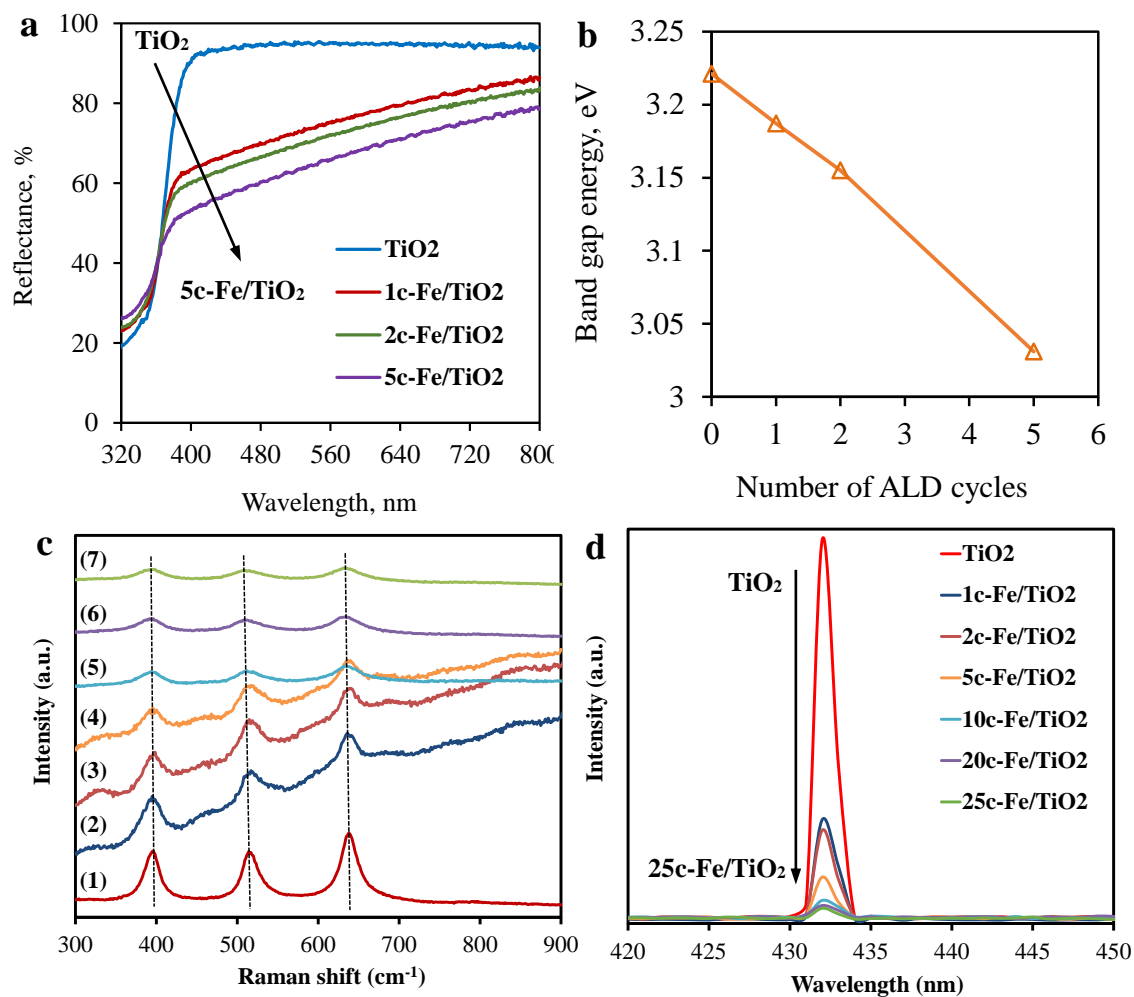 a
100
80
60
40
20
0
Reflectance, %
TiO₂
5c-Fe/TiO₂
TiO2
1c-Fe/TiO2
2c-Fe/TiO2
5c-Fe/TiO2
320 400 480 560 640 720 800
Wavelength, nm
b
3.25
3.2
3.15
3.1
3.05
3
Band gap energy, eV
0 1 2 3 4 5 6
Number of ALD cycles
c
(7)
(6)
(5)
(4)
(3)
(2)
(1)
Intensity (a.u.)
300 400 500 600 700 800 900
Raman shift (cm⁻¹)
d
Intensity (a.u.)
TiO₂
25c-Fe/TiO₂
TiO2
1c-Fe/TiO2
2c-Fe/TiO2
5c-Fe/TiO2
10c-Fe/TiO2
20c-Fe/TiO2
25c-Fe/TiO2
420 425 430 435 440 445 450
Wavelength (nm)